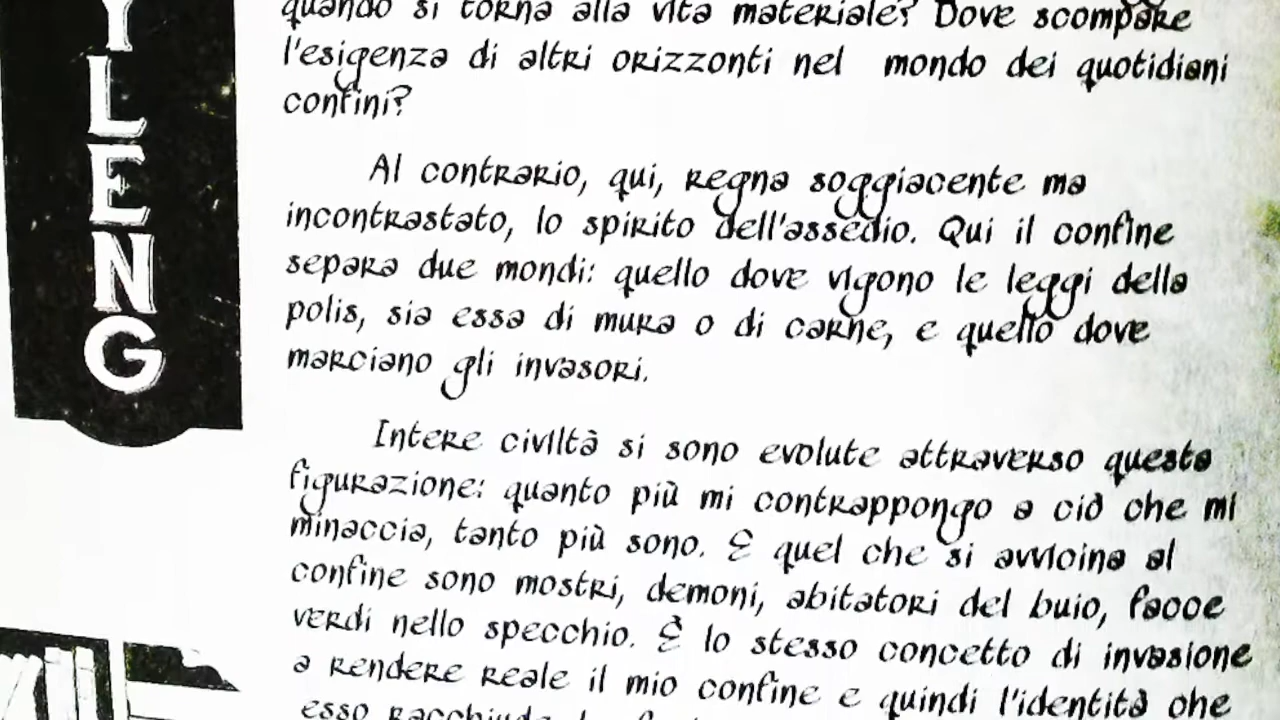 YLENG
quando si torna alla vita materiale? Dove scompare
l'esigenza di altri orizzonti nel mondo dei quotidiani
confini?
Al contrario, qui, regna soggiacente ma
incontrastato, lo spirito dell'assedio. Qui il confine
separa due mondi: quello dove vigono le leggi della
polis, sia essa di mura o di carne, e quello dove
marciano gli invasori.
Intere civiltà si sono evolute attraverso questa
figurazione: quanto più mi contrappongo a ciò che mi
minaccia, tanto più sono. E quel che si avvicina al
confine sono mostri, demoni, abitatori del buio, facce
verdi nello specchio. È lo stesso concetto di invasione
a rendere reale il mio confine e quindi l'identità che
esso racchiude